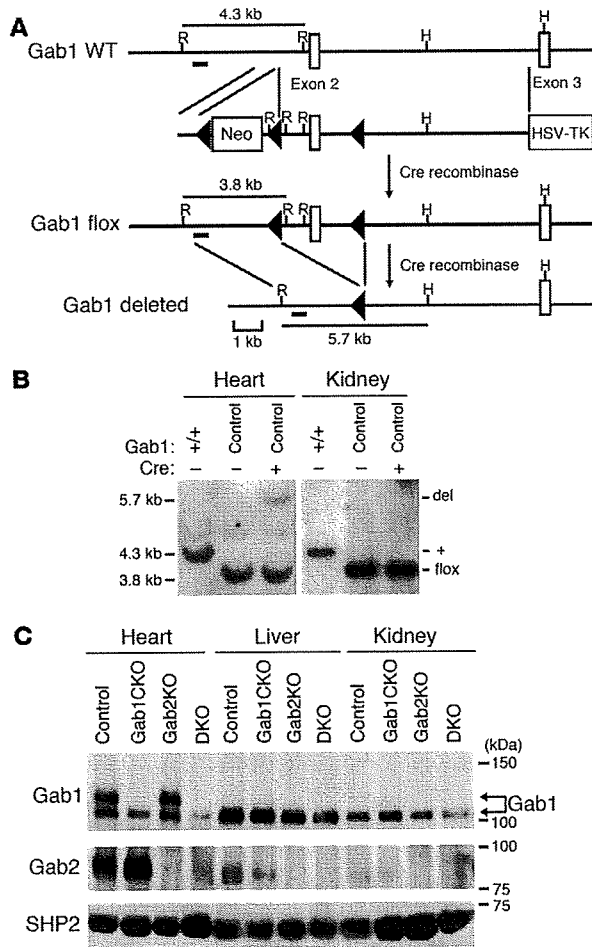 A
4.3 kb
R R H H
Gab1 WT
Exon 2 Exon 3
Neo R R R H HSV-TK
Cre recombinase
3.8 kb
R R R H H
Gab1 flox
Cre recombinase
R H H
Gab1 deleted
1 kb 5.7 kb
B
Heart Kidney
Gab1: +/+ Control Control +/+ Control Control
Cre: – – + – – +
5.7 kb – – del
4.3 kb – – +
3.8 kb – – flox
C
Heart Liver Kidney
Control Gab1CKO Gab2KO DKO Control Gab1CKO Gab2KO DKO Control Gab1CKO Gab2KO DKO
(kDa)
150
Gab1 Gab1
100
100
Gab2
75
75
SHP2